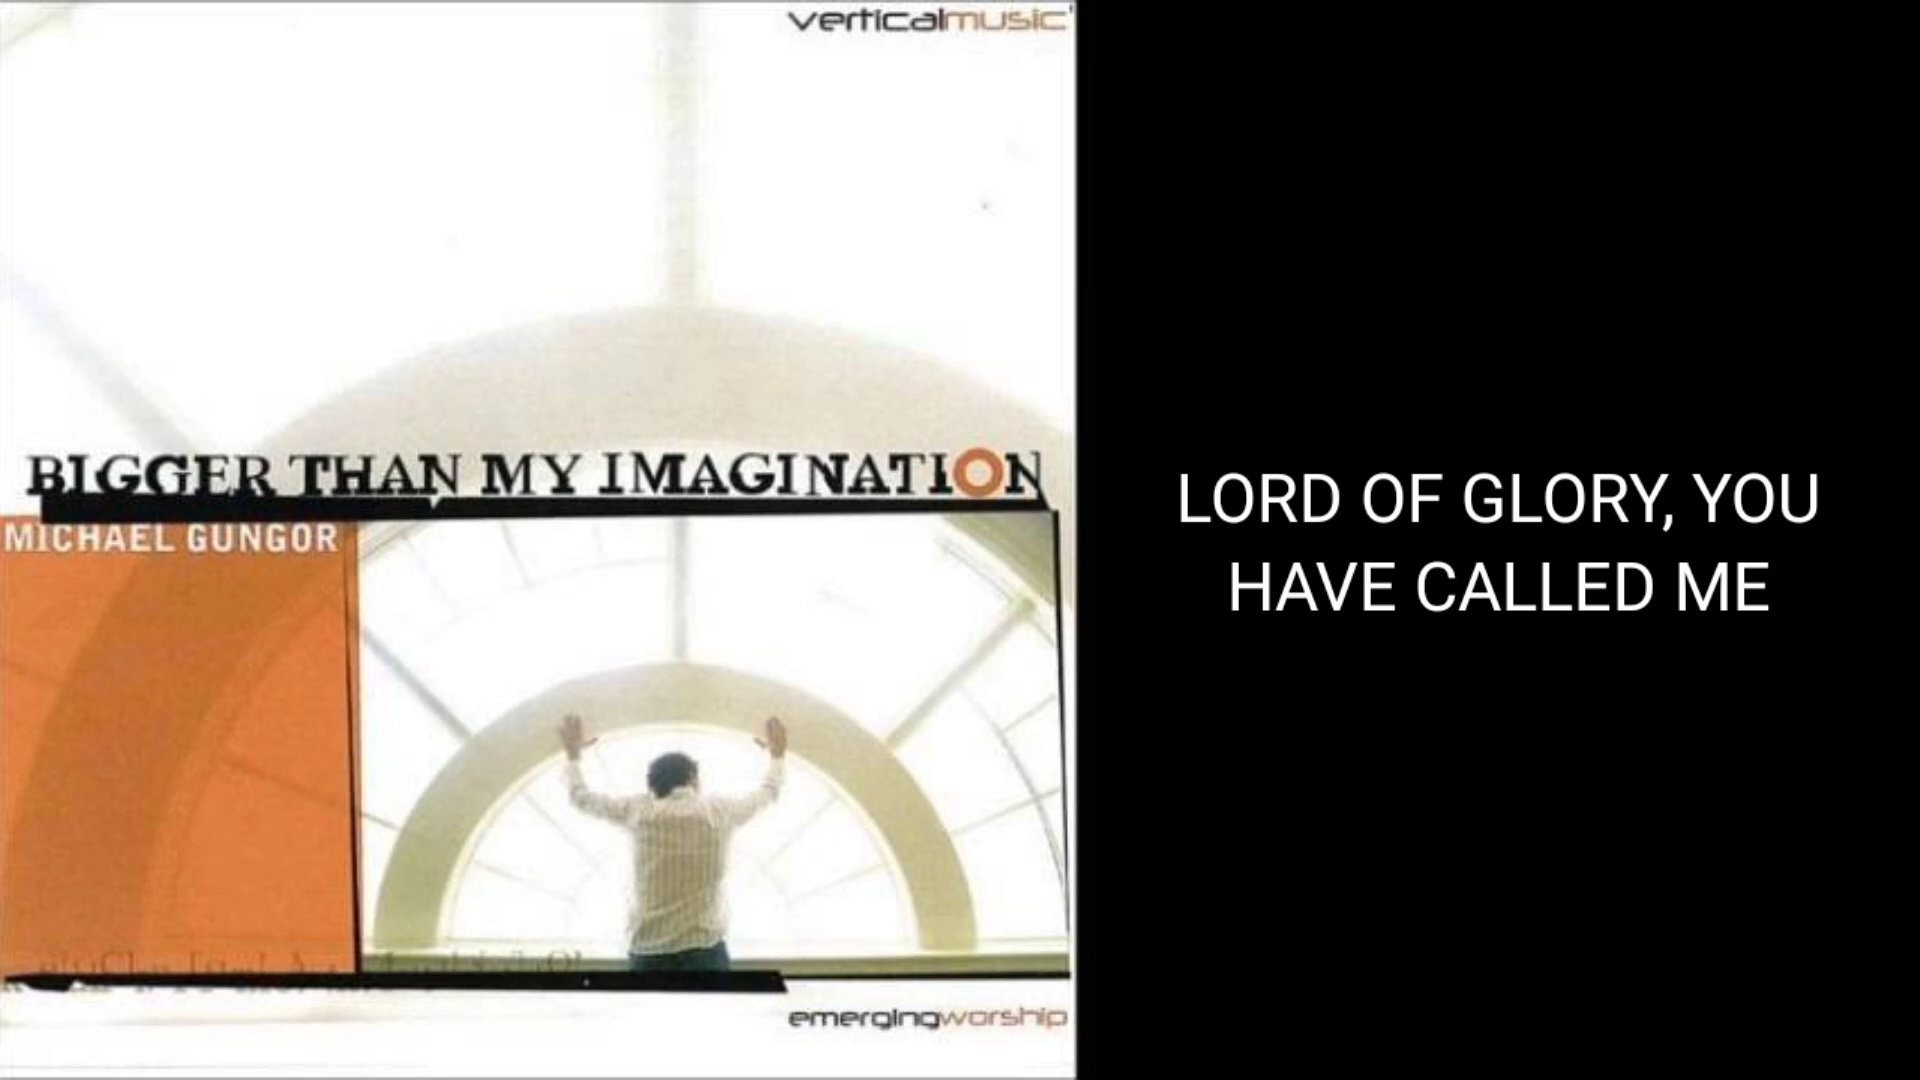 verticalmusic
BIGGER THAN MY IMAGINATION
MICHAEL GUNGOR
emergingworship
LORD OF GLORY, YOU
HAVE CALLED ME